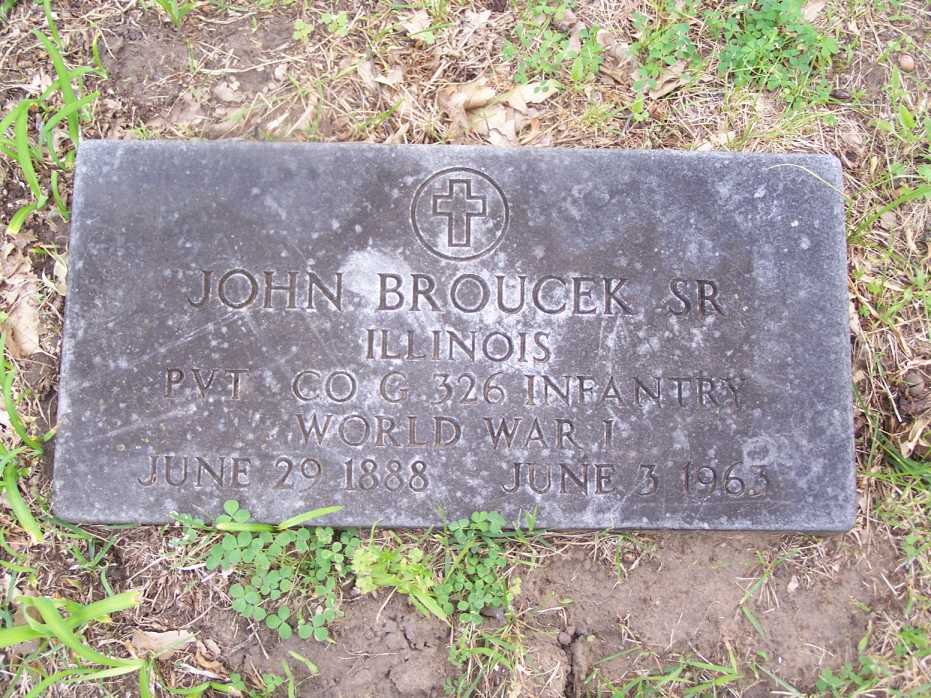 JOHN BROUCEK SR
ILLINOIS
PVT CO G 326 INFANTRY
WORLD WAR I
JUNE 29 1888 JUNE 3 1963